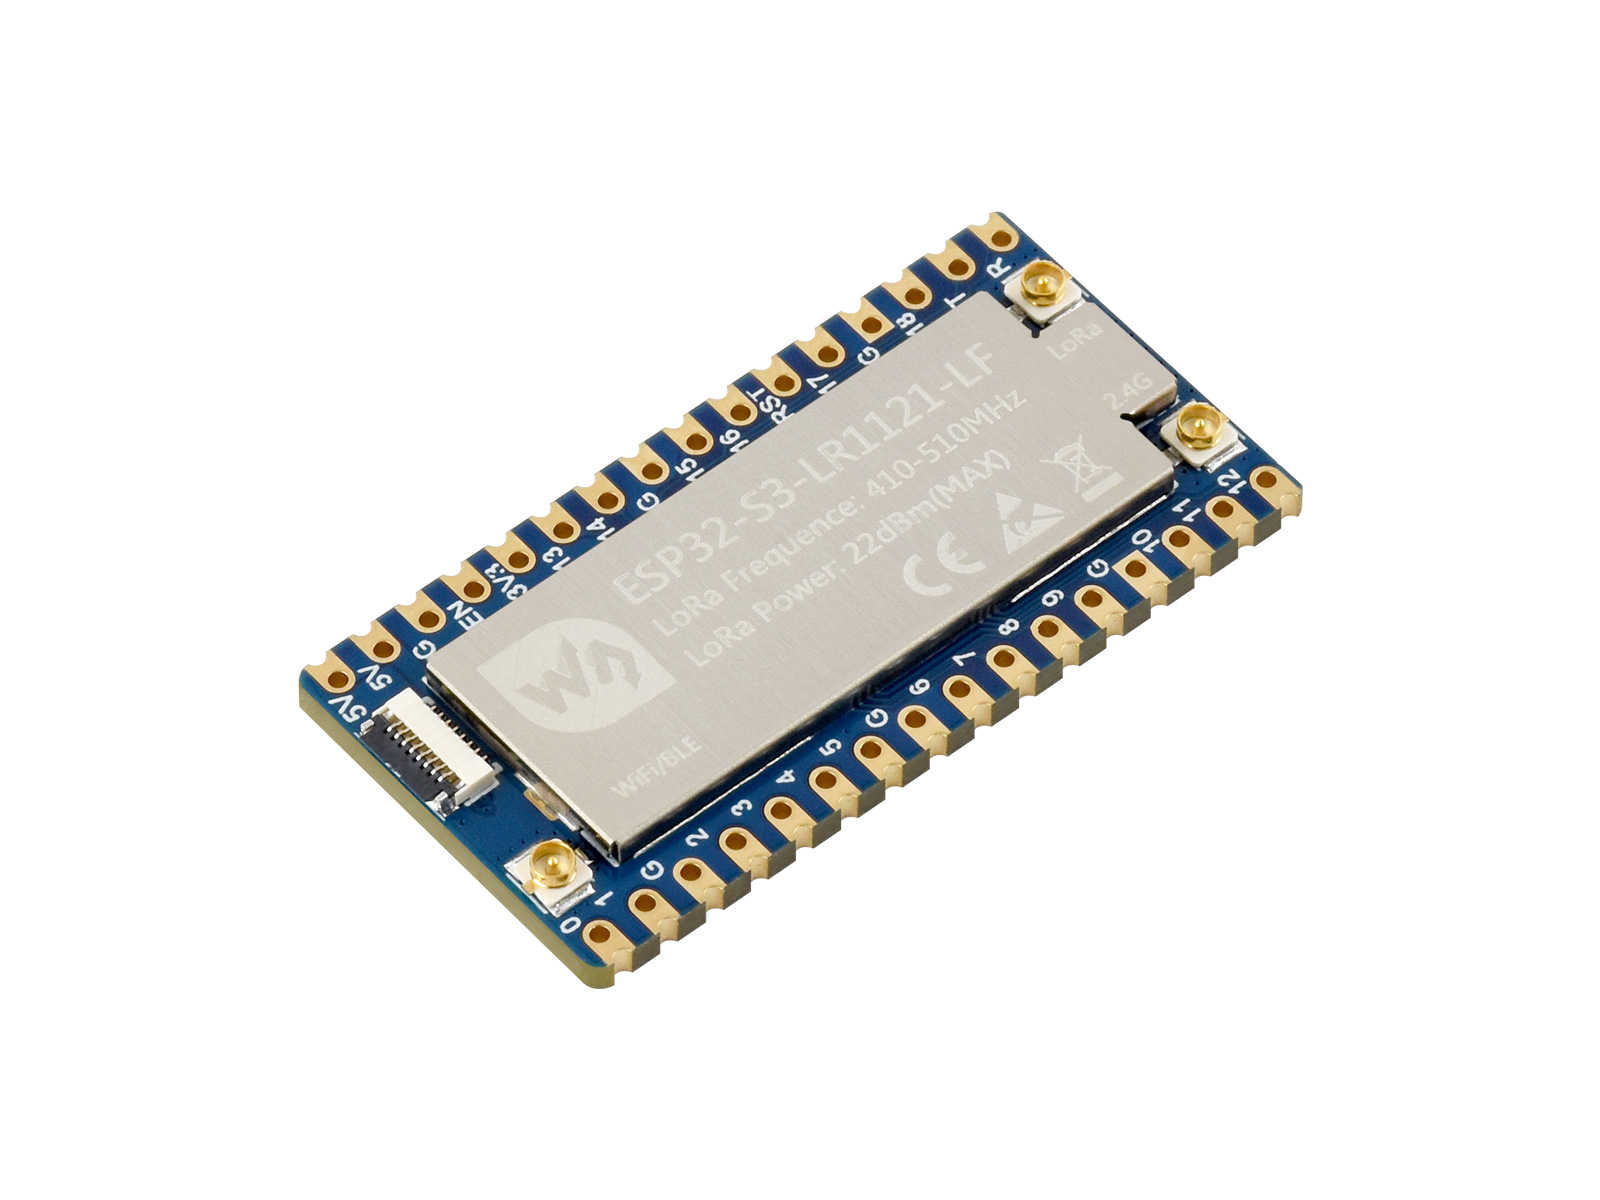 ESP32-S3-LR1121-LF
LoRa Frequence: 410-510MHz
LoRa Power: 22dBm(MAX)
CE
WiFi/BLE
LoRa
2.4G
5V
5V
G
EN
3V3
13
14
G
15
16
RST
17
G
18
T
R
0
1
G
2
3
4
5
G
6
7
8
9
G
10
11
12